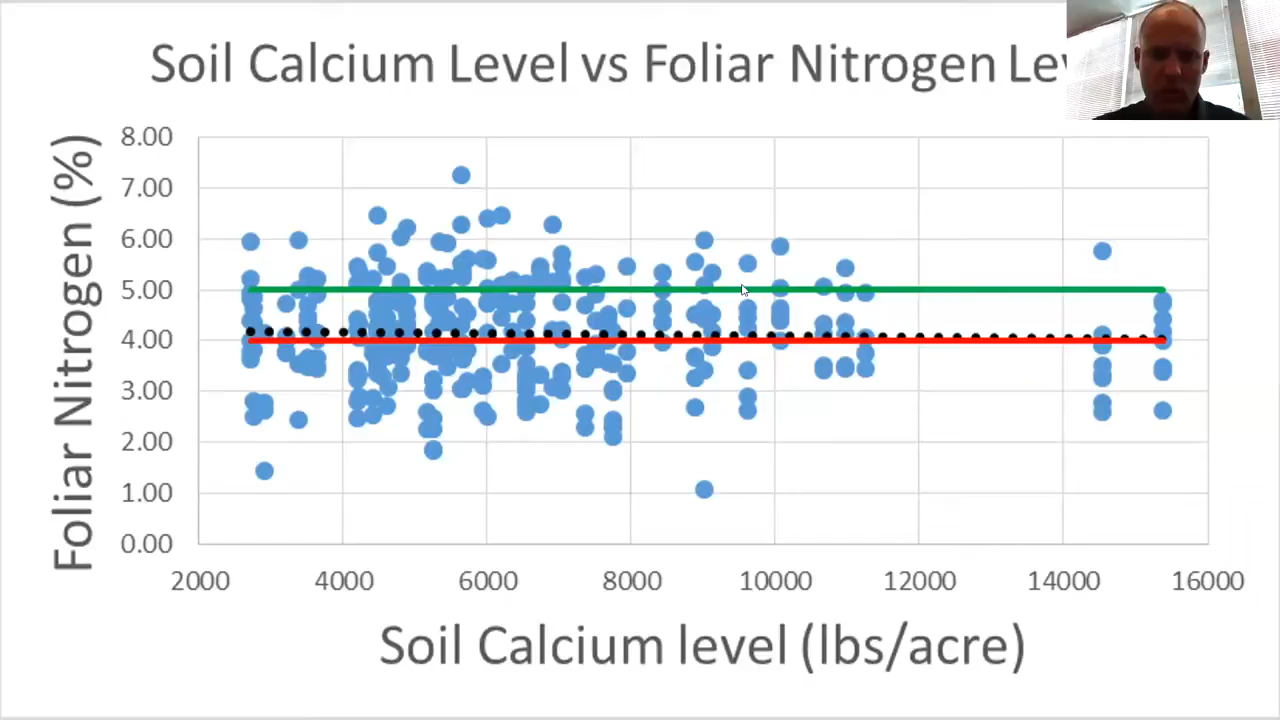 Soil Calcium Level vs Foliar Nitrogen
8.00
7.00
6.00
5.00
4.00
3.00
2.00
1.00
0.00
Foliar Nitrogen (%)
2000 4000 6000 8000 10000 12000 14000 16000
Soil Calcium level (lbs/acre)